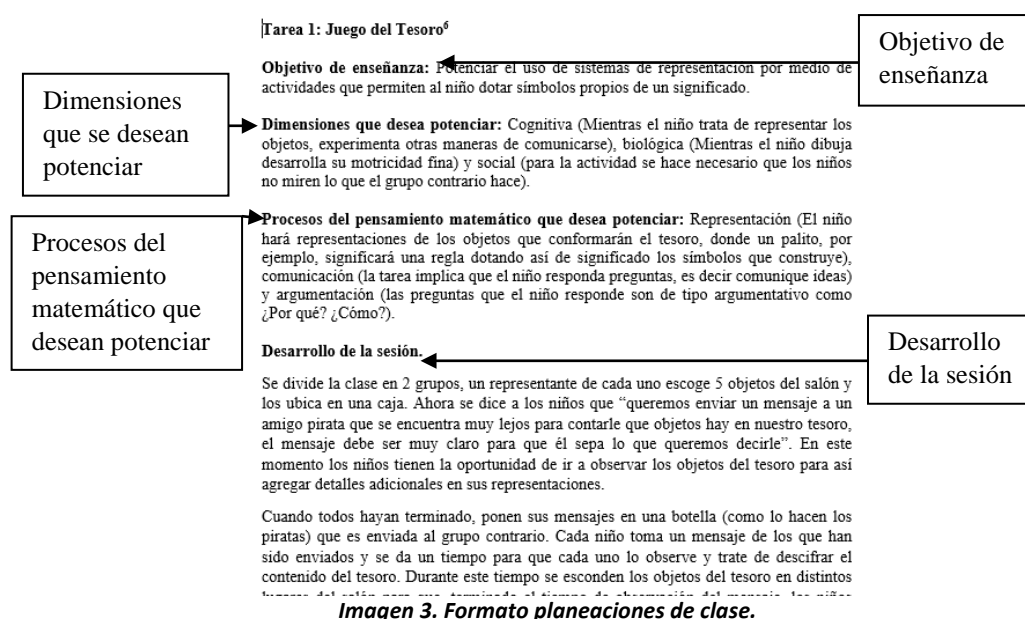 Tarea 1: Juego del Tesoro⁶
Objetivo de
enseñanza
Objetivo de enseñanza: Potenciar el uso de sistemas de representación por medio de
actividades que permiten al niño dotar símbolos propios de un significado.
Dimensiones
que se desean
potenciar
Dimensiones que desea potenciar: Cognitiva (Mientras el niño trata de representar los
objetos, experimenta otras maneras de comunicarse), biológica (Mientras el niño dibuja
desarrolla su motricidad fina) y social (para la actividad se hace necesario que los niños
no miren lo que el grupo contrario hace).
Procesos del
pensamiento
matemático que
desean potenciar
Procesos del pensamiento matemático que desea potenciar: Representación (El niño
hará representaciones de los objetos que conformarán el tesoro, donde un palito, por
ejemplo, significará una regla dotando así de significado los símbolos que construye),
comunicación (la tarea implica que el niño responda preguntas, es decir comunique ideas)
y argumentación (las preguntas que el niño responde son de tipo argumentativo como
¿Por qué? ¿Cómo?).
Desarrollo
de la sesión
Desarrollo de la sesión.
Se divide la clase en 2 grupos, un representante de cada uno escoge 5 objetos del salón y
los ubica en una caja. Ahora se dice a los niños que “queremos enviar un mensaje a un
amigo pirata que se encuentra muy lejos para contarle que objetos hay en nuestro tesoro,
el mensaje debe ser muy claro para que él sepa lo que queremos decirle”. En este
momento los niños tienen la oportunidad de ir a observar los objetos del tesoro para así
agregar detalles adicionales en sus representaciones.
Cuando todos hayan terminado, ponen sus mensajes en una botella (como lo hacen los
piratas) que es enviada al grupo contrario. Cada niño toma un mensaje de los que han
sido enviados y se da un tiempo para que cada uno lo observe y trate de descifrar el
contenido del tesoro. Durante este tiempo se esconden los objetos del tesoro en distintos
Imagen 3. Formato planeaciones de clase.